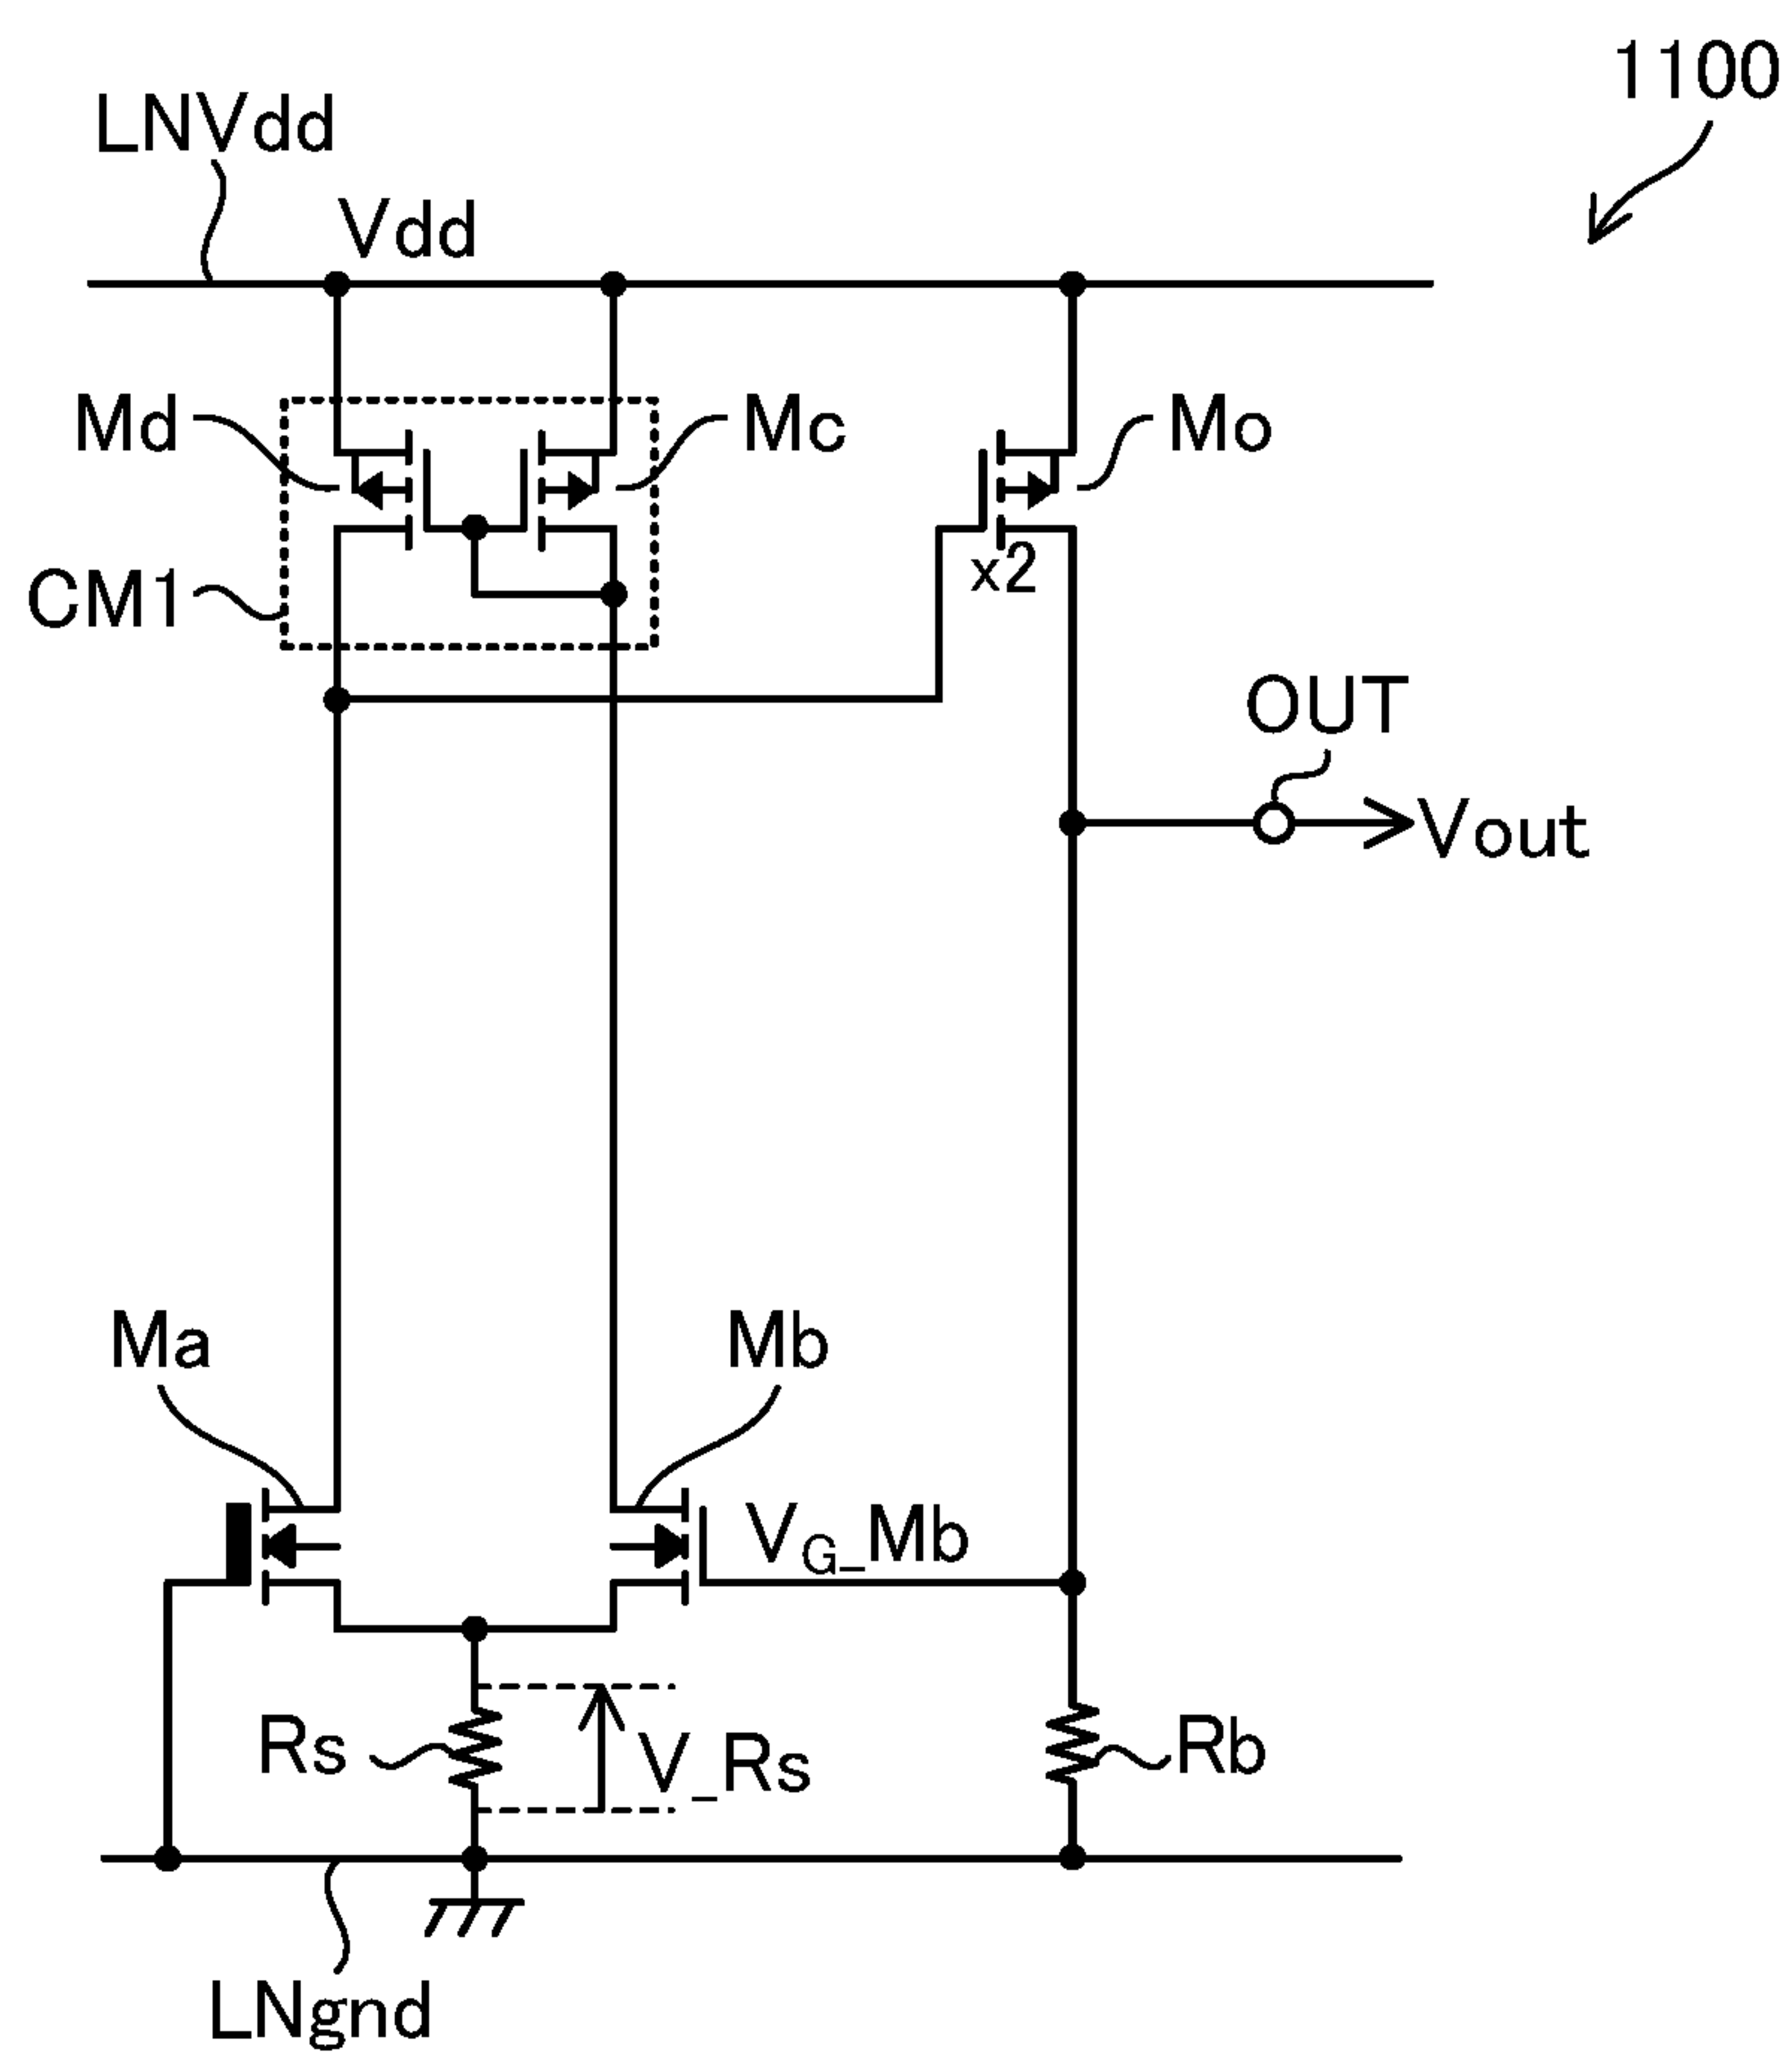 1100
LNVdd
Vdd
Md
Mc
Mo
CM1
x2
OUT
Vout
Ma
Mb
VG_Mb
Rs
V_Rs
Rb
LNgnd